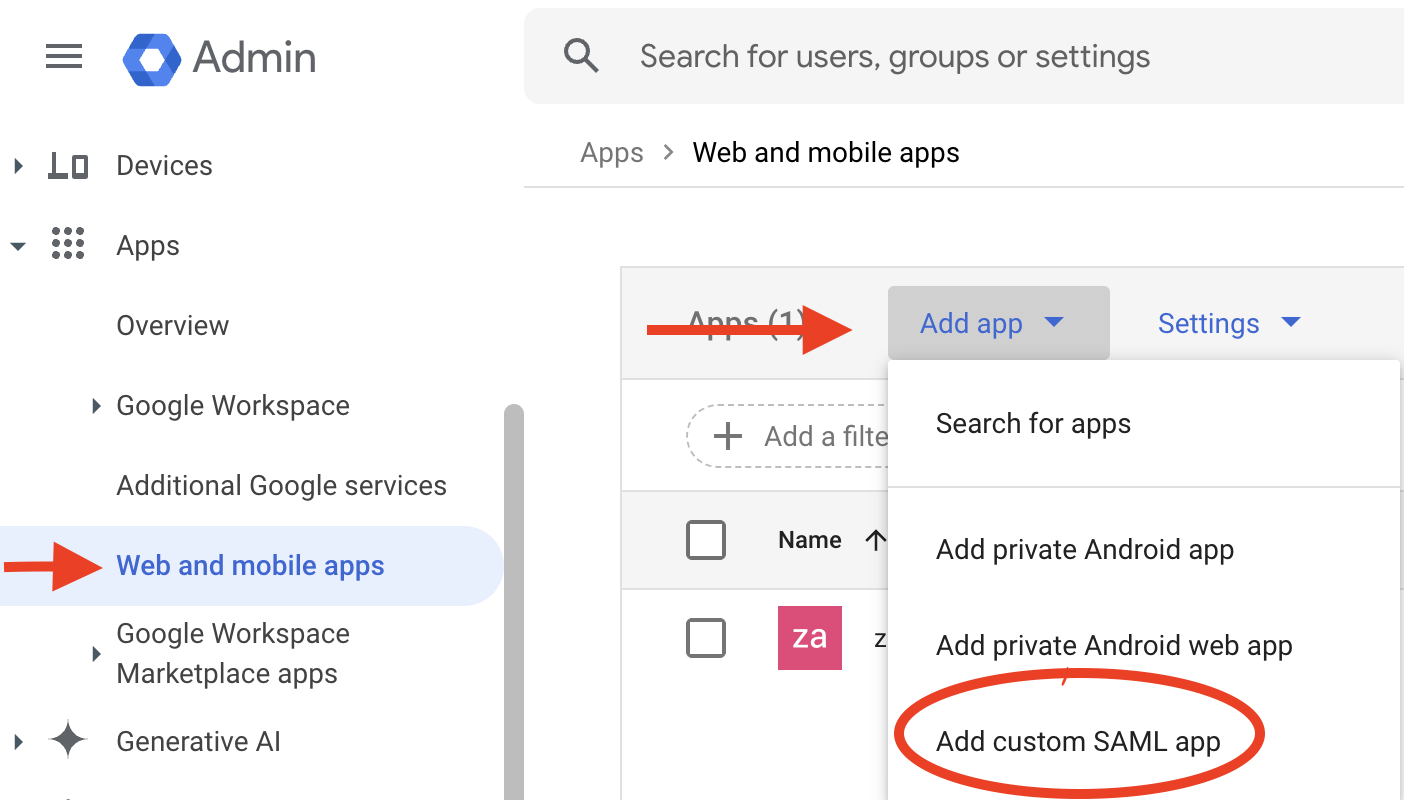 Admin
Search for users, groups or settings
Devices
Apps
Overview
Google Workspace
Additional Google services
Web and mobile apps
Google Workspace
Marketplace apps
Generative AI
Apps > Web and mobile apps
Apps (1)
Add app
Settings
Add a filte
Name
za
z
Search for apps
Add private Android app
Add private Android web app
Add custom SAML app